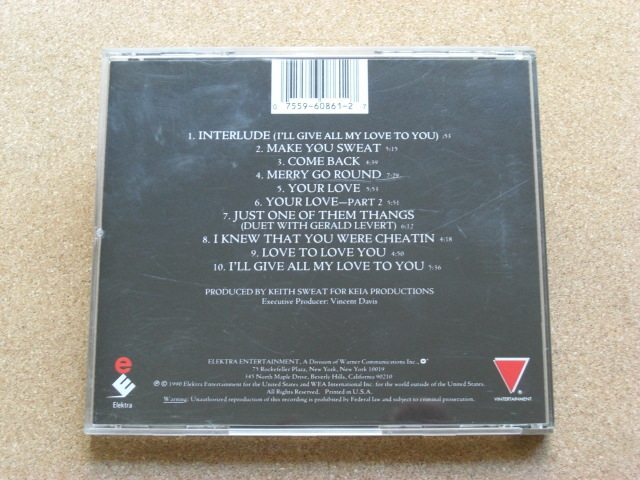 0 7559-60861-2 7
1. INTERLUDE (I'LL GIVE ALL MY LOVE TO YOU) :53
2. MAKE YOU SWEAT 5:15
3. COME BACK 4:39
4. MERRY GO ROUND 7:29
5. YOUR LOVE 5:53
6. YOUR LOVE—PART 2 5:51
7. JUST ONE OF THEM THANGS
(DUET WITH GERALD LEVERT) 6:12
8. I KNEW THAT YOU WERE CHEATIN 4:18
9. LOVE TO LOVE YOU 4:50
10. I'LL GIVE ALL MY LOVE TO YOU 5:36
PRODUCED BY KEITH SWEAT FOR KEIA PRODUCTIONS
Executive Producer: Vincent Davis
ELEKTRA ENTERTAINMENT, A Division of Warner Communications Inc.,
75 Rockefeller Plaza, New York, New York 10019
345 North Maple Drive, Beverly Hills, California 90210
℗ © 1990 Elektra Entertainment for the United States and WEA International Inc. for the world outside of the United States.
All Rights Reserved. Printed in U.S.A.
Warning: Unauthorized reproduction of this recording is prohibited by Federal law and subject to criminal prosecution.
Elektra
VINTERTAINMENT